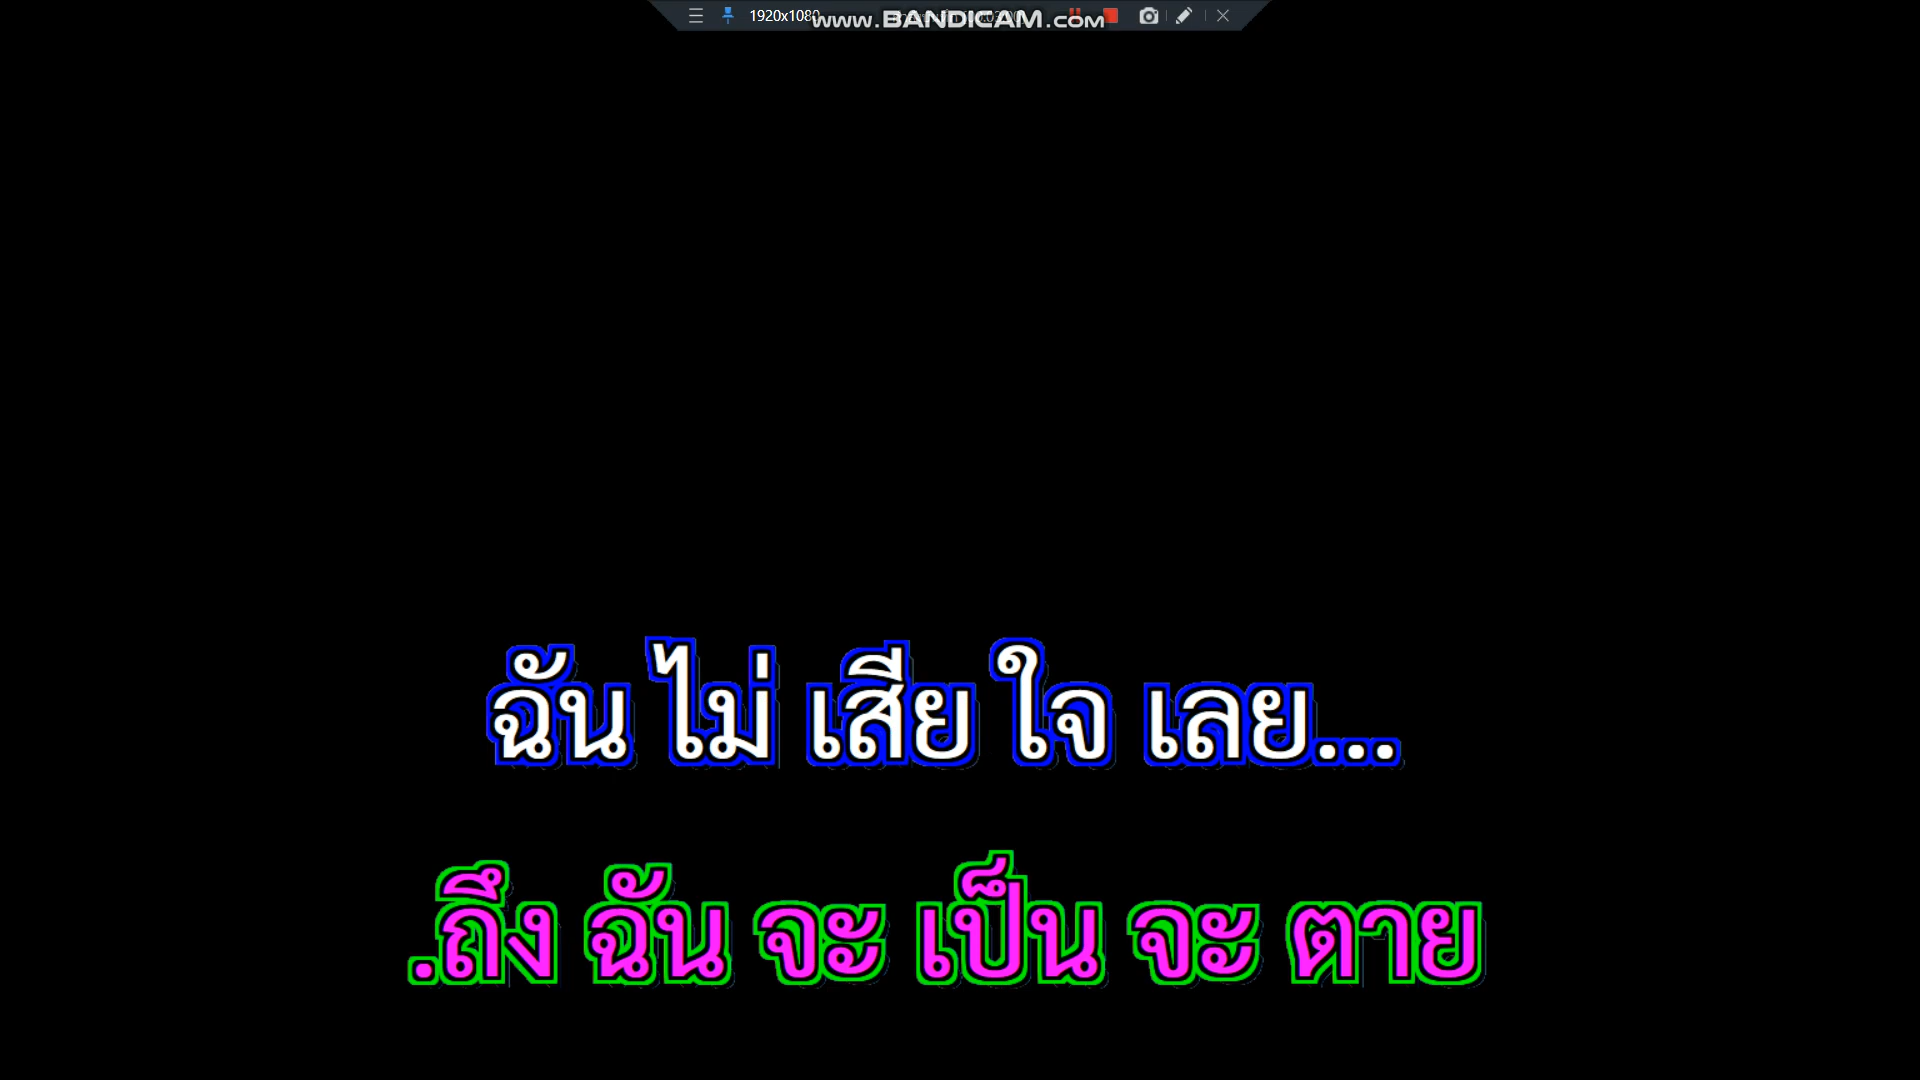 1920x1080
www.BANDICAM.com
ฉัน ไม่ เสีย ใจ เลย...
.ถึง ฉัน จะ เป็น จะ ตาย